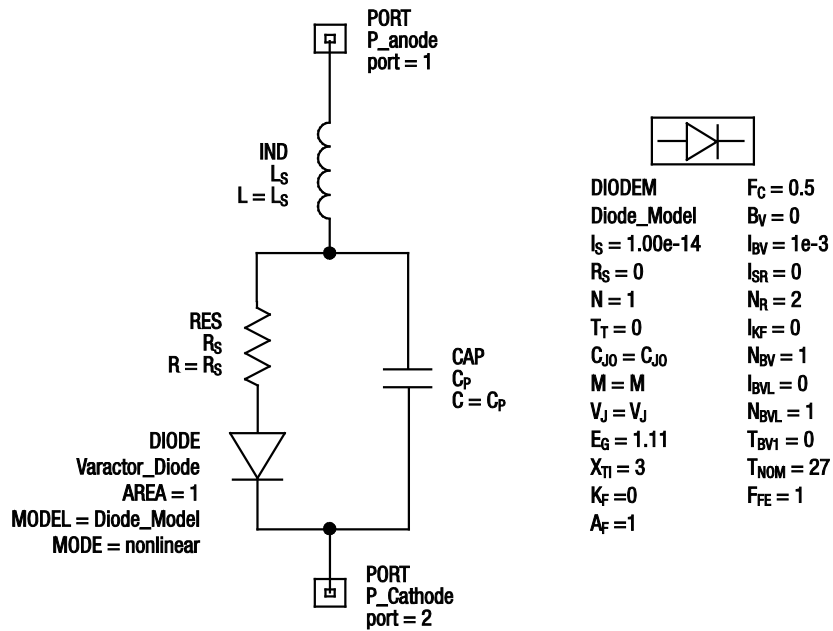 PORT
P_anode
port = 1
IND
LS
L = LS
RES
RS
R = RS
CAP
CP
C = CP
DIODE
Varactor_Diode
AREA = 1
MODEL = Diode_Model
MODE = nonlinear
PORT
P_Cathode
port = 2
DIODEM
Diode_Model
IS = 1.00e-14
RS = 0
N = 1
TT = 0
CJO = CJO
M = M
VJ = VJ
EG = 1.11
XTI = 3
KF =0
AF =1
FC = 0.5
BV = 0
IBV = 1e-3
ISR = 0
NR = 2
IKF = 0
NBV = 1
IBVL = 0
NBVL = 1
TBV1 = 0
TNOM = 27
FFE = 1